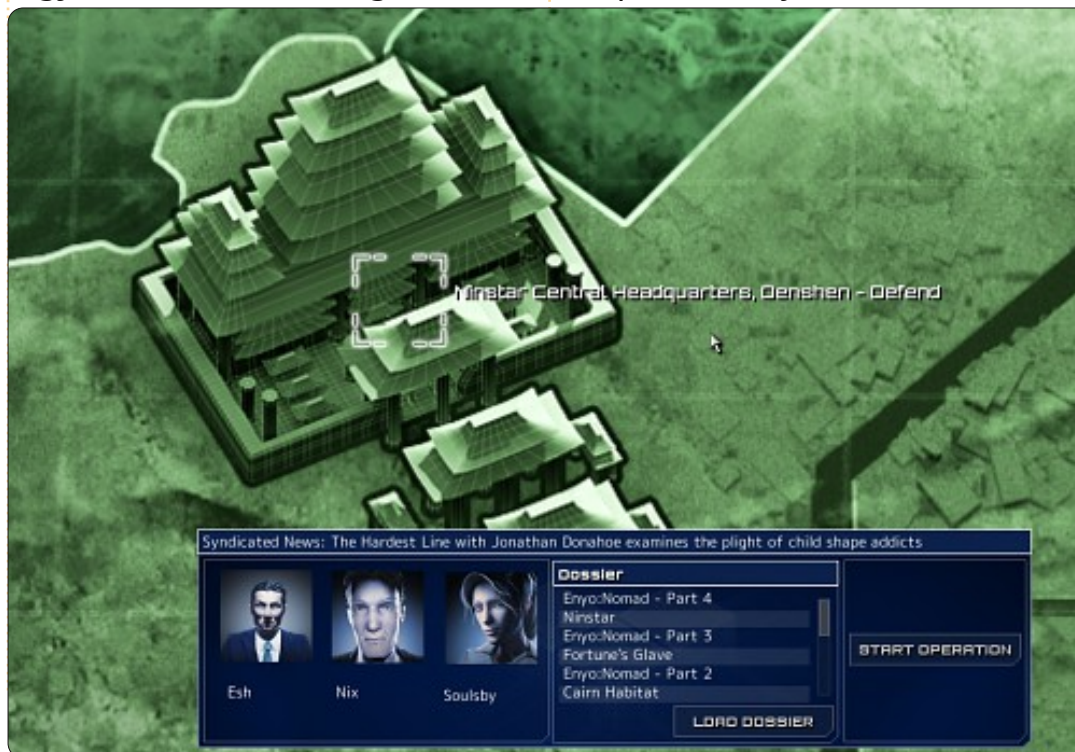 Ninstar Central Headquarters, Denshen - Defend
Syndicated News: The Hardest Line with Jonathan Donahoe examines the plight of child shape addicts
Dossier
Enyo:Nomad - Part 4
Ninstar
Enyo:Nomad - Part 3
Fortune's Glave
Enyo:Nomad - Part 2
Cairn Habitat
LOAD DOSSIER
START OPERATION
Esh
Nix
Soulsby